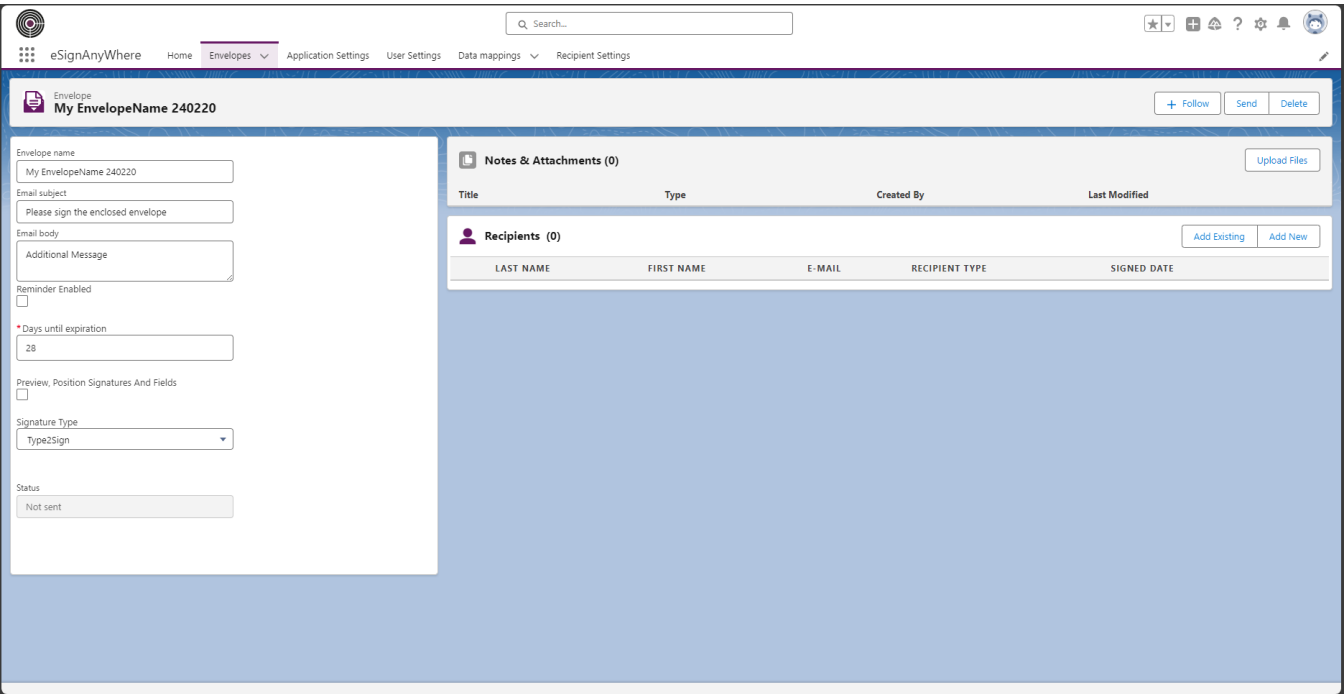 Search...
eSignAnyWhere Home Envelopes Application Settings User Settings Data mappings Recipient Settings
Envelope
My EnvelopeName 240220
+ Follow Send Delete
Envelope name
My EnvelopeName 240220
Email subject
Please sign the enclosed envelope
Email body
Additional Message
Reminder Enabled
*Days until expiration
28
Preview, Position Signatures And Fields
Signature Type
Type2Sign
Status
Not sent
Notes & Attachments (0) Upload Files
Title Type Created By Last Modified
Recipients (0) Add Existing Add New
LAST NAME FIRST NAME E-MAIL RECIPIENT TYPE SIGNED DATE